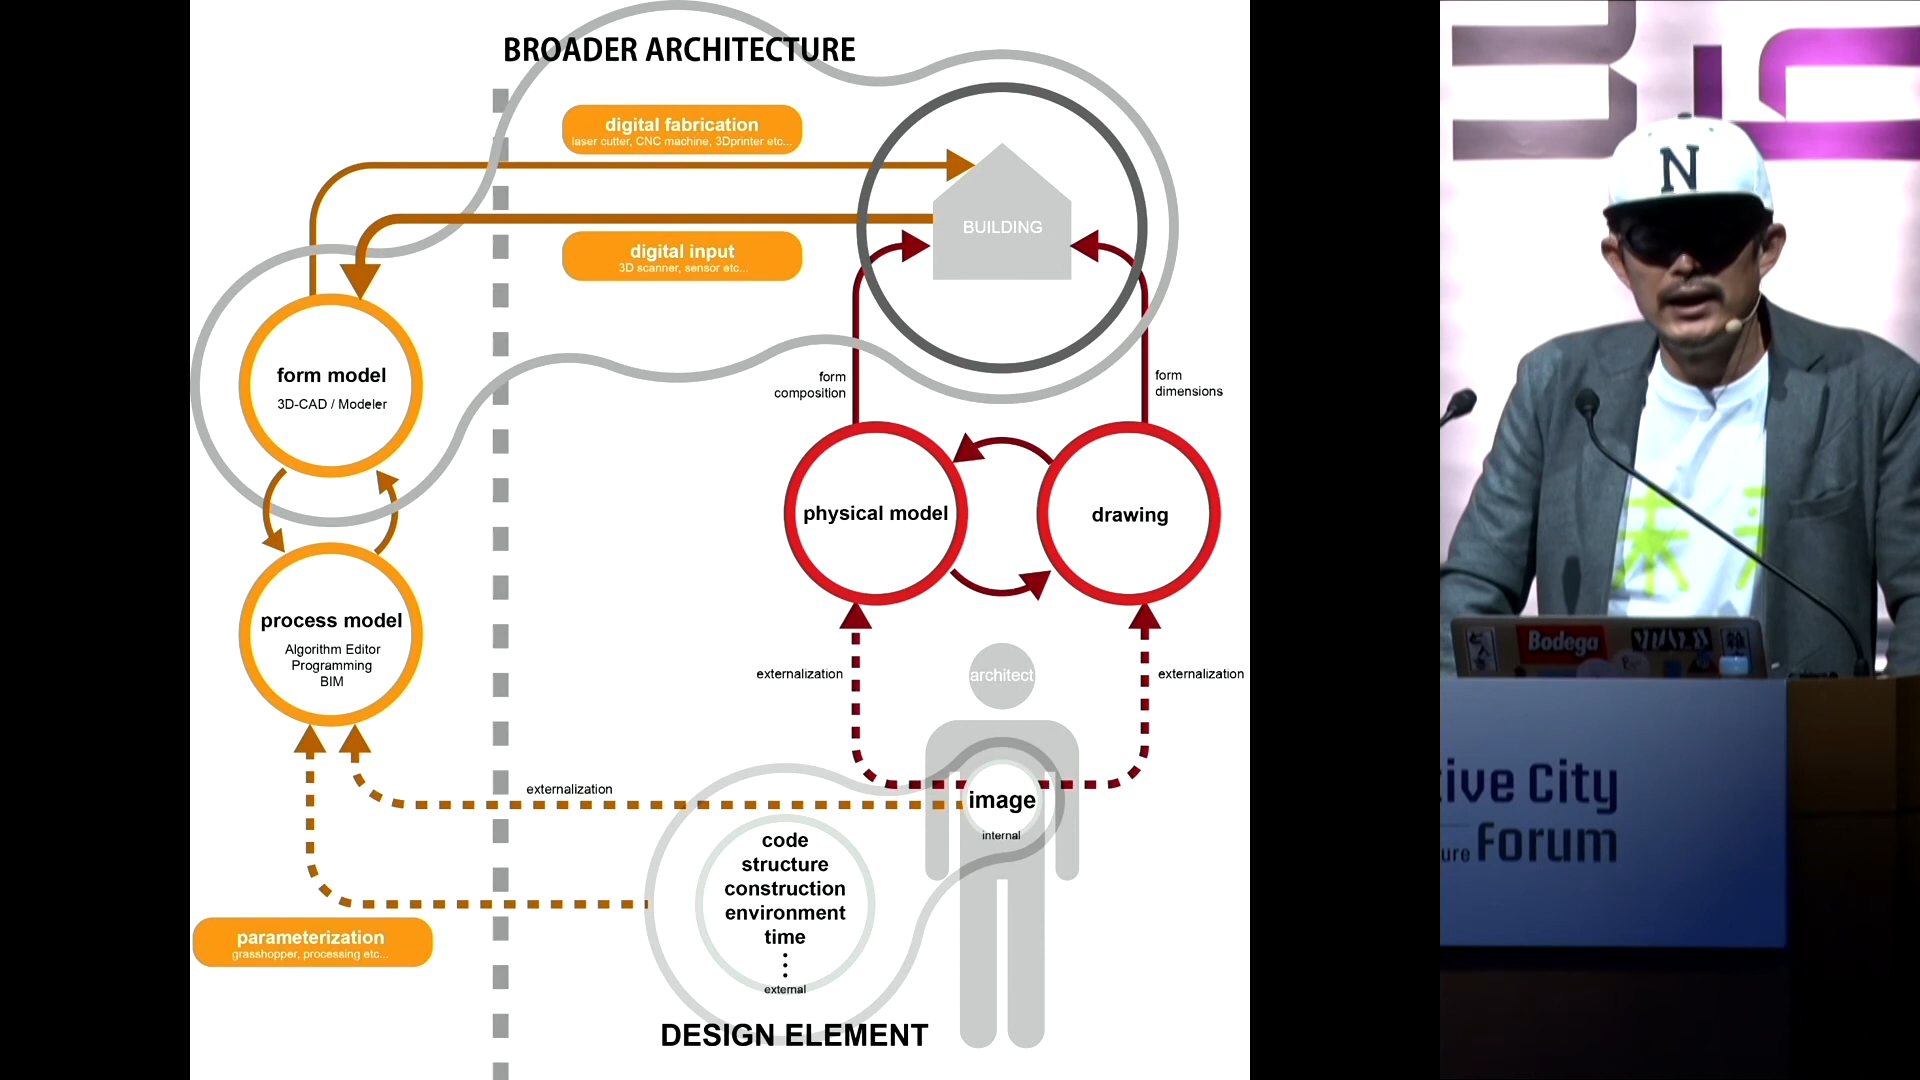 BROADER ARCHITECTURE
digital fabrication
laser cutter, CNC machine, 3Dprinter etc...
digital input
3D scanner, sensor etc...
BUILDING
form model
3D-CAD / Modeler
form
composition
form
dimensions
physical model
drawing
process model
Algorithm Editor
Programming
BIM
externalization
architect
externalization
externalization
image
internal
code
structure
construction
environment
time
external
parameterization
grasshopper, processing etc...
DESIGN ELEMENT
N
Bodega
tive City
ure Forum